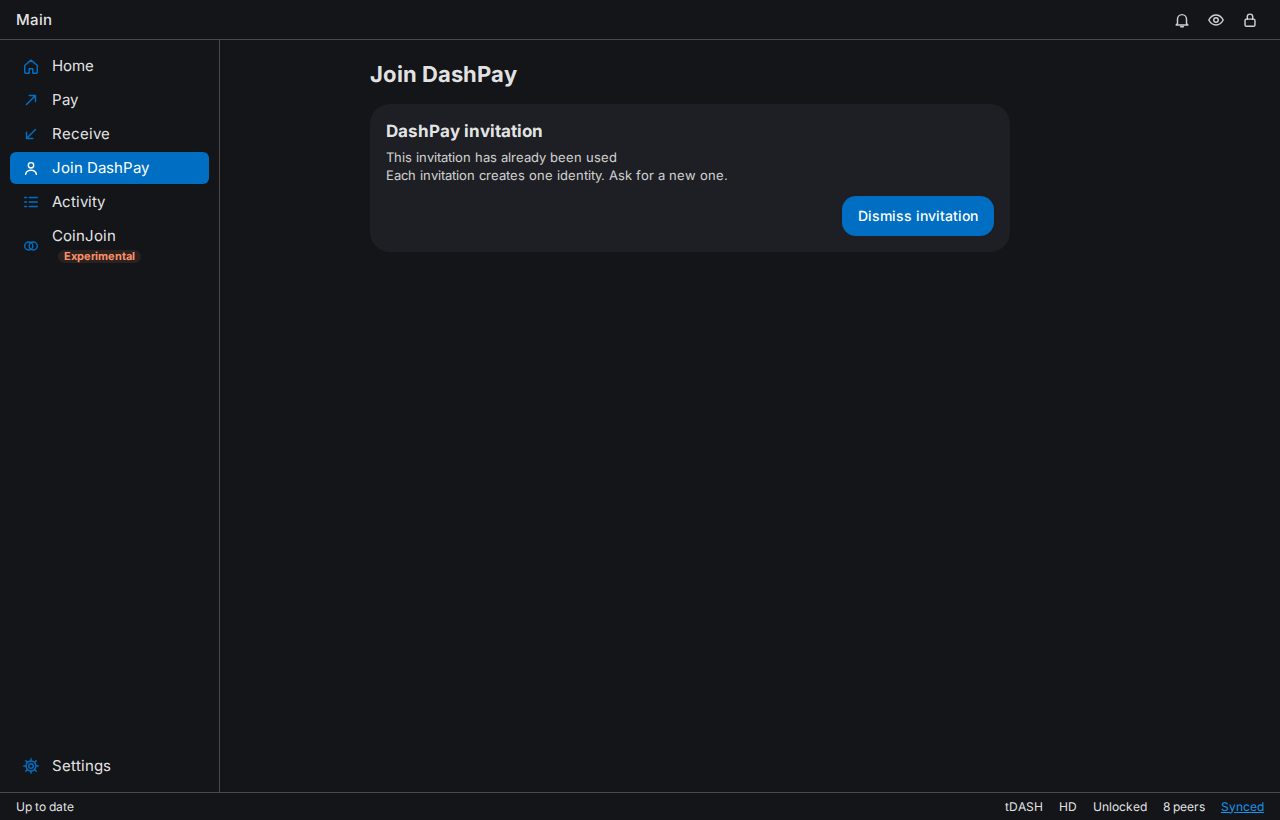 Main
Home
Pay
Receive
Join DashPay
Activity
CoinJoin
Experimental
Settings
Join DashPay
DashPay invitation
This invitation has already been used
Each invitation creates one identity. Ask for a new one.
Dismiss invitation
Up to date
tDASH HD Unlocked 8 peers Synced